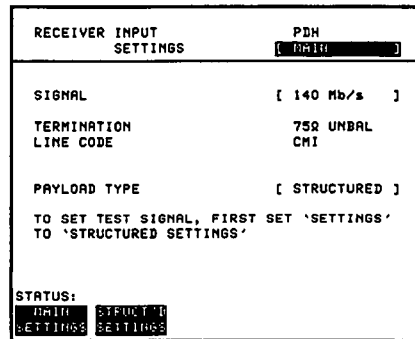 RECEIVER INPUT PDH
SETTINGS [ MAIN ]
SIGNAL [ 140 Mb/s ]
TERMINATION 75Ω UNBAL
LINE CODE CMI
PAYLOAD TYPE [ STRUCTURED ]
TO SET TEST SIGNAL, FIRST SET 'SETTINGS'
TO 'STRUCTURED SETTINGS'
STATUS:
MAIN STRUCT'D
SETTINGS SETTINGS